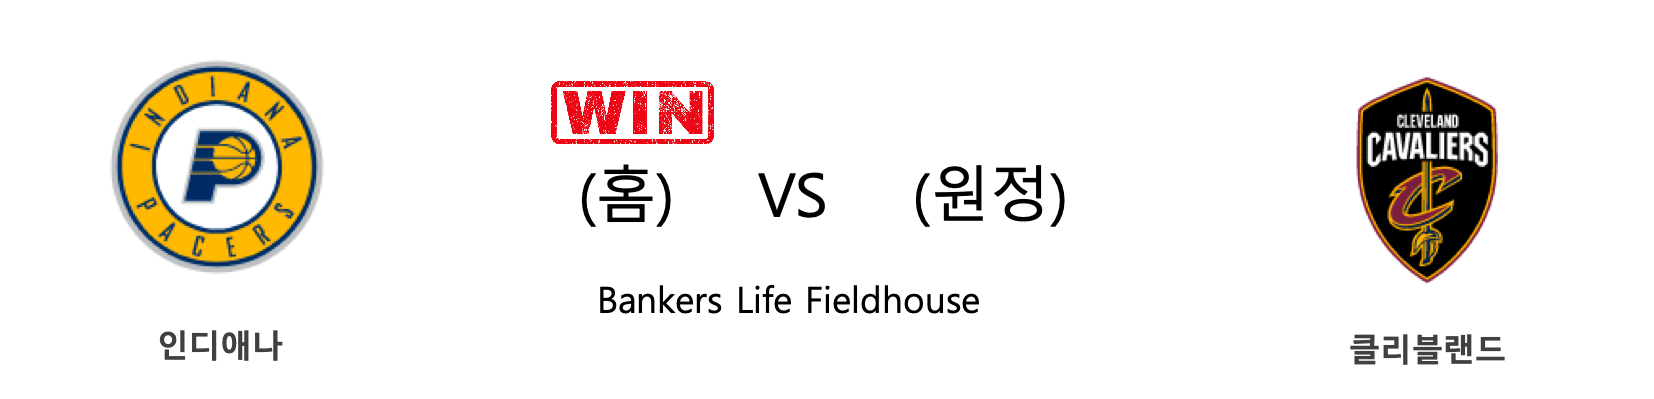 INDIANA
PACERS
인디애나
WIN
(홈) VS (원정)
Bankers Life Fieldhouse
CLEVELAND
CAVALIERS
클리블랜드